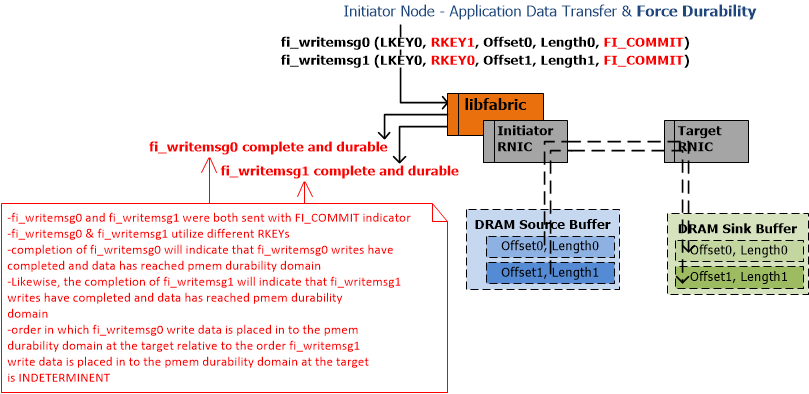 Initiator Node - Application Data Transfer & Force Durability
fi_writemsg0 (LKEY0, RKEY1, Offset0, Length0, FI_COMMIT)
fi_writemsg1 (LKEY0, RKEY0, Offset1, Length1, FI_COMMIT)
libfabric
Initiator
RNIC
Target
RNIC
fi_writemsg0 complete and durable
fi_writemsg1 complete and durable
-fi_writemsg0 and fi_writemsg1 were both sent with FI_COMMIT indicator
-fi_writemsg0 & fi_writemsg1 utilize different RKEYs
-completion of fi_writemsg0 will indicate that fi_writemsg0 writes have
completed and data has reached pmem durability domain
-Likewise, the completion of fi_writemsg1 will indicate that fi_writemsg1
writes have completed and data has reached pmem durability
domain
-order in which fi_writemsg0 write data is placed in to the pmem
durability domain at the target relative to the order fi_writemsg1
write data is placed in to the pmem durability domain at the target
is INDETERMINENT
DRAM Source Buffer
Offset0, Length0
Offset1, Length1
DRAM Sink Buffer
Offset0, Length0
Offset1, Length1